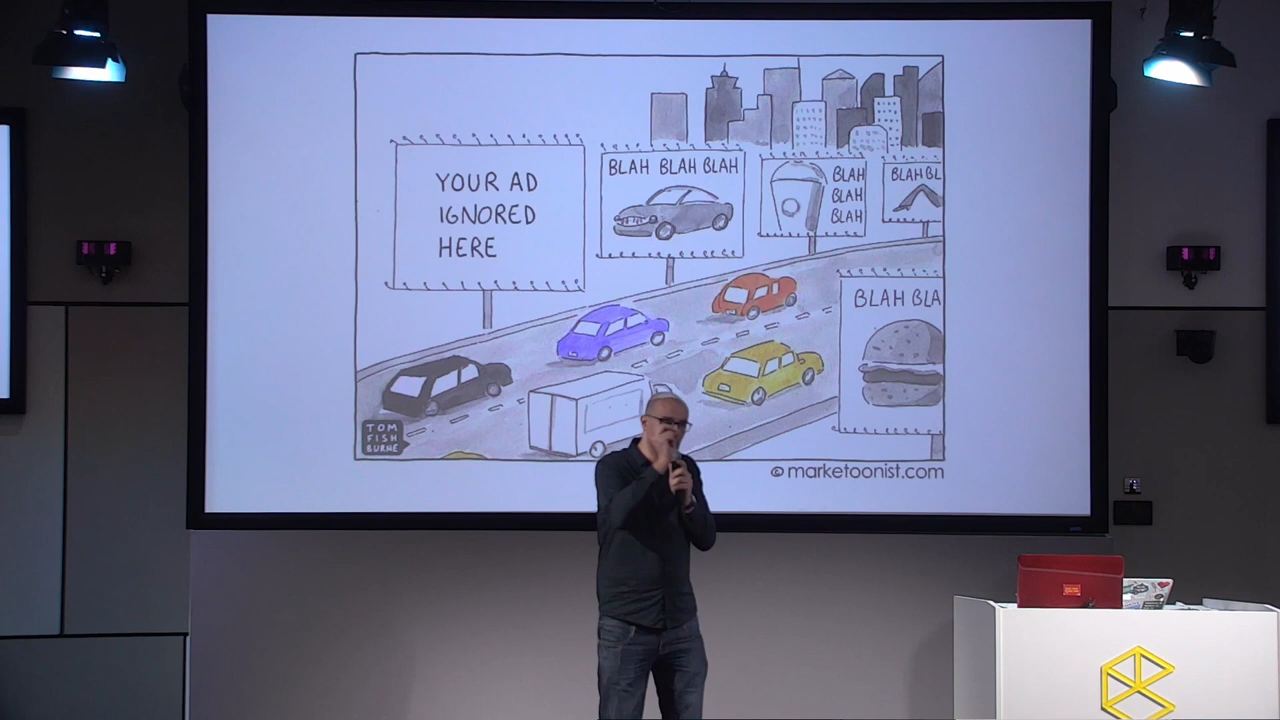 YOUR AD
IGNORED
HERE
BLAH BLAH BLAH
BLAH
BLAH
BLAH
BLAH BL
BLAH BLA
TOM
FISH
BURNE
© marketoonist.com